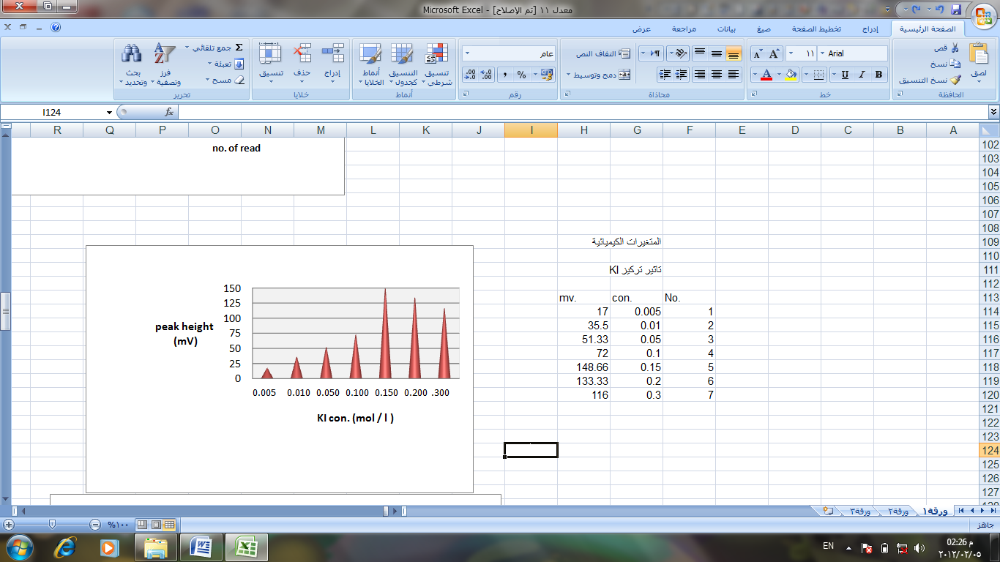 معدل ١١ [تم الإصلاح] - Microsoft Excel
الصفحة الرئيسية
إدراج
تخطيط الصفحة
صيغ
بيانات
مراجعة
عرض
لصق
قص
نسخ
نسخ التنسيق
الحافظة
Arial
١١
B I U
خط
التفاف النص
دمج وتوسيط
محاذاة
عام
%
رقم
تنسيق شرطي
التنسيق كجدول
أنماط الخلايا
أنماط
إدراج
حذف
تنسيق
خلايا
Σ جمع تلقائي
تعبئة
مسح
فرز وتصفية
بحث وتحديد
تحرير
I124
fx
R Q P O N M L K J I H G F E D C B A
102
103
104
105
106
107
108
109
110
111
112
113
114
115
116
117
118
119
120
121
122
123
124
125
126
127
no. of read
المتغيرات الكيميائية
تاثير تركيز KI
mv. con. No.
17 0.005 1
35.5 0.01 2
51.33 0.05 3
72 0.1 4
148.66 0.15 5
133.33 0.2 6
116 0.3 7
150
125
100
75
50
25
0
peak height
(mV)
0.005 0.010 0.050 0.100 0.150 0.200 .300
KI con. (mol / l )
ورقة١
ورقة٢
ورقة٣
جاهز
%١٠٠
EN
02:26 م
٢٠١٢/٠٢/٠٥